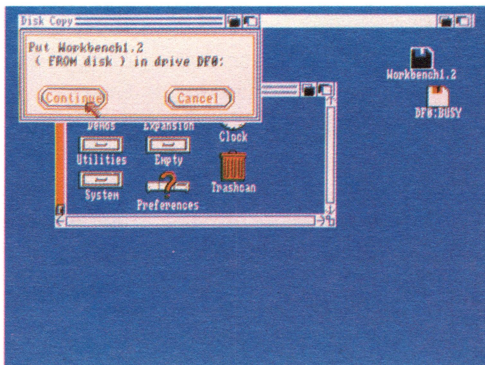 Disk Copy
Put Workbench1.2
( FROM disk ) in drive DF0:
Continue
Cancel
Workbench1.2
DF0:BUSY
Demos
Expansion
Clock
Utilities
Empty
Trashcan
System
Preferences